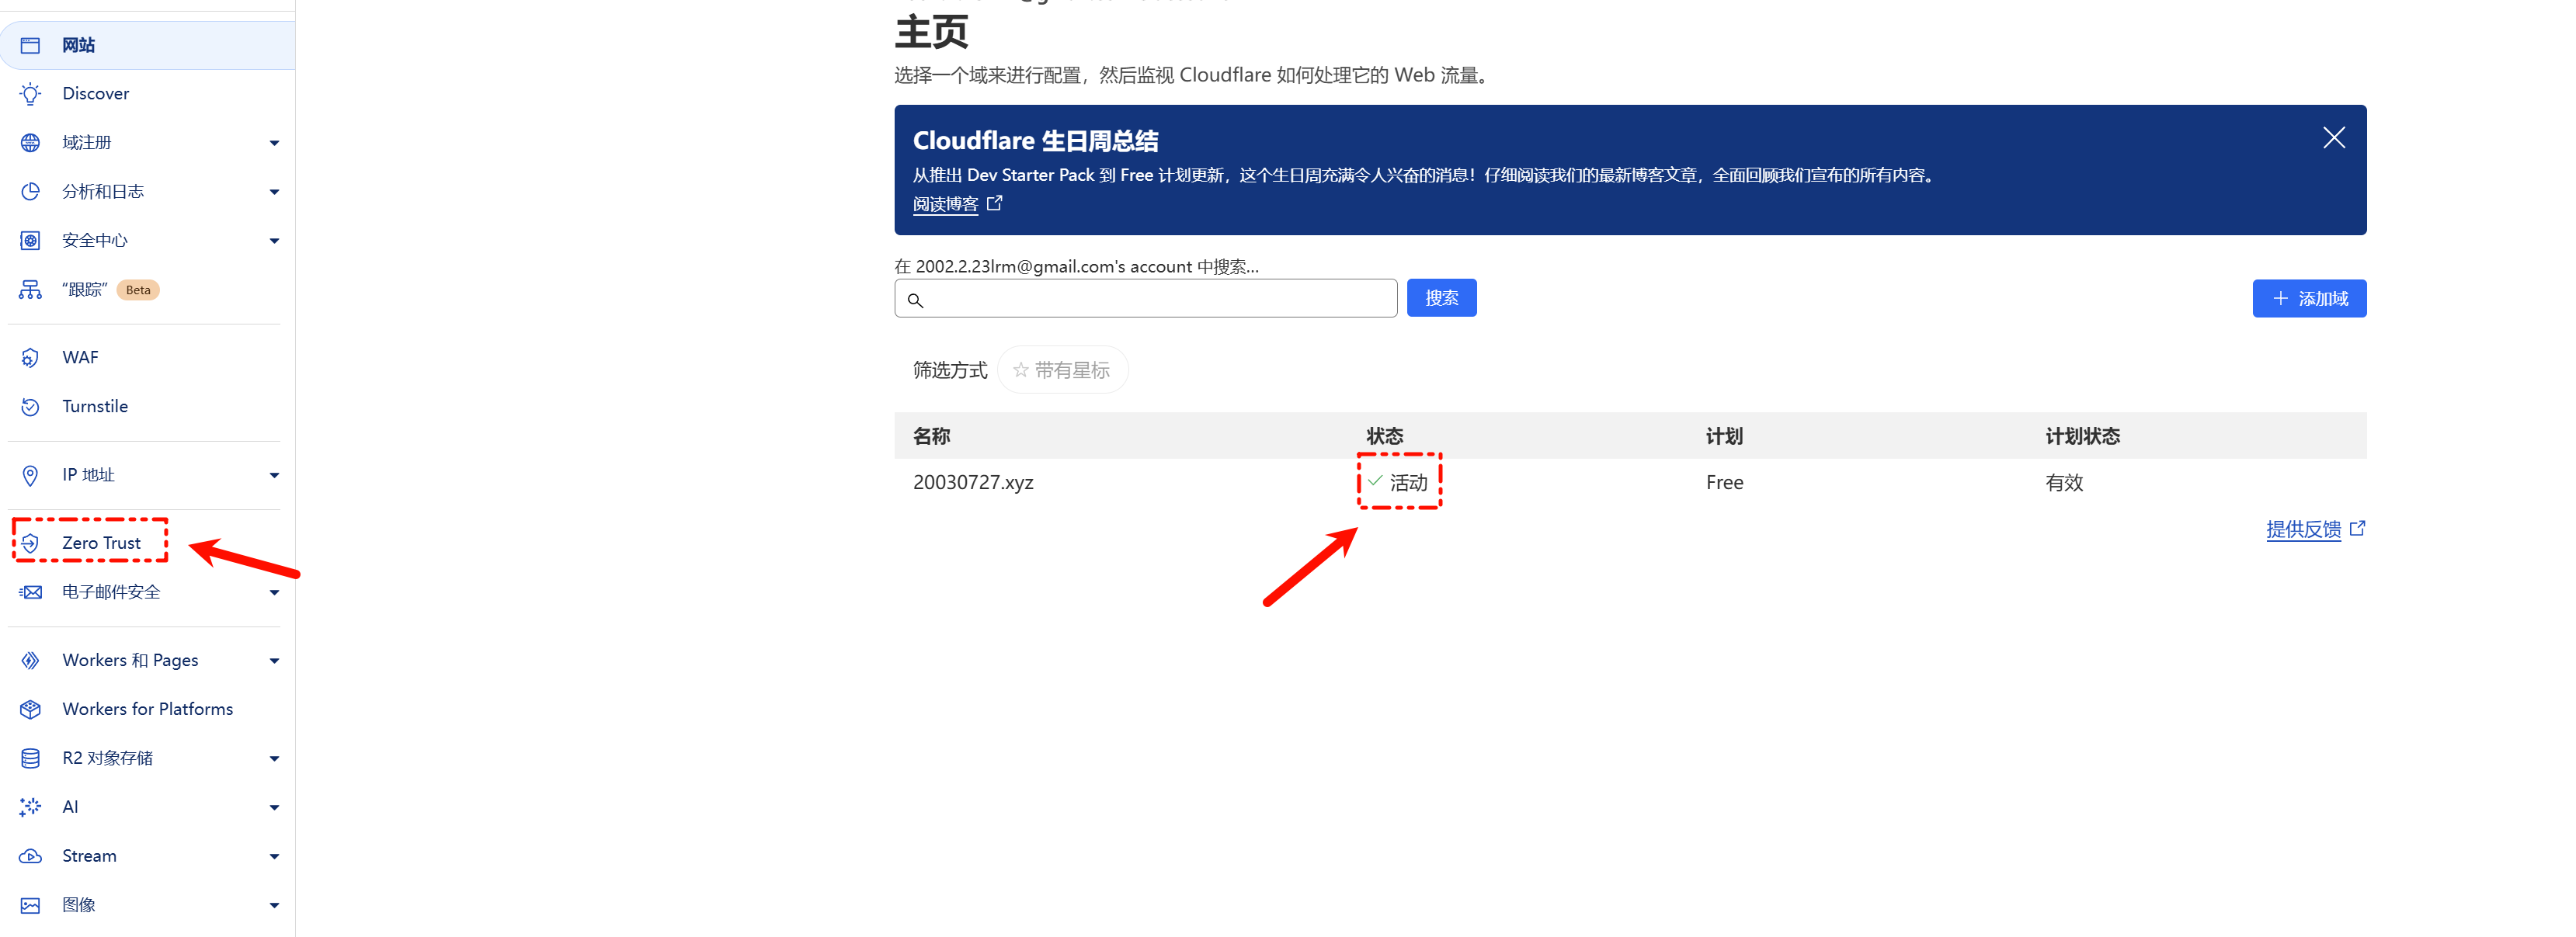 网站
Discover
域注册
分析和日志
安全中心
“跟踪” Beta
WAF
Turnstile
IP 地址
Zero Trust
电子邮件安全
Workers 和 Pages
Workers for Platforms
R2 对象存储
AI
Stream
图像
主页
选择一个域来进行配置，然后监视 Cloudflare 如何处理它的 Web 流量。
Cloudflare 生日周总结
从推出 Dev Starter Pack 到 Free 计划更新，这个生日周充满令人兴奋的消息！仔细阅读我们的最新博客文章，全面回顾我们宣布的所有内容。
阅读博客
在 2002.2.23lrm@gmail.com's account 中搜索...
搜索
添加域
筛选方式 带有星标
名称 状态 计划 计划状态
20030727.xyz 活动 Free 有效
提供反馈